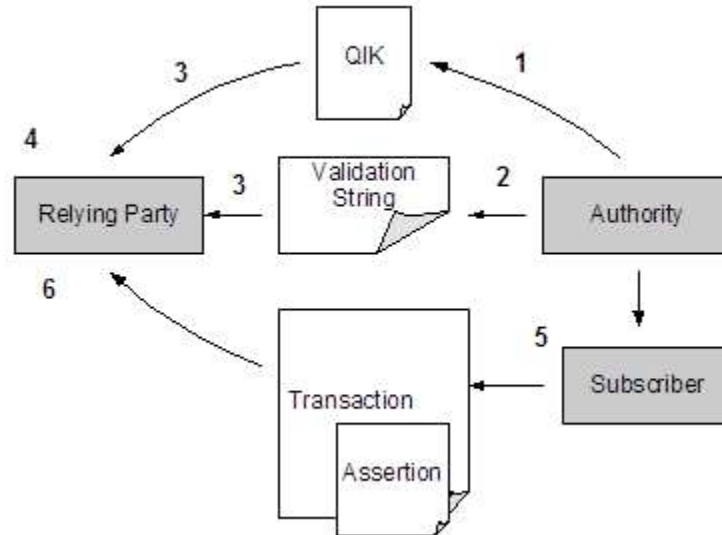 QIK
1
3
4
Validation
String
3
2
Relying Party
Authority
6
5
Subscriber
Transaction
Assertion